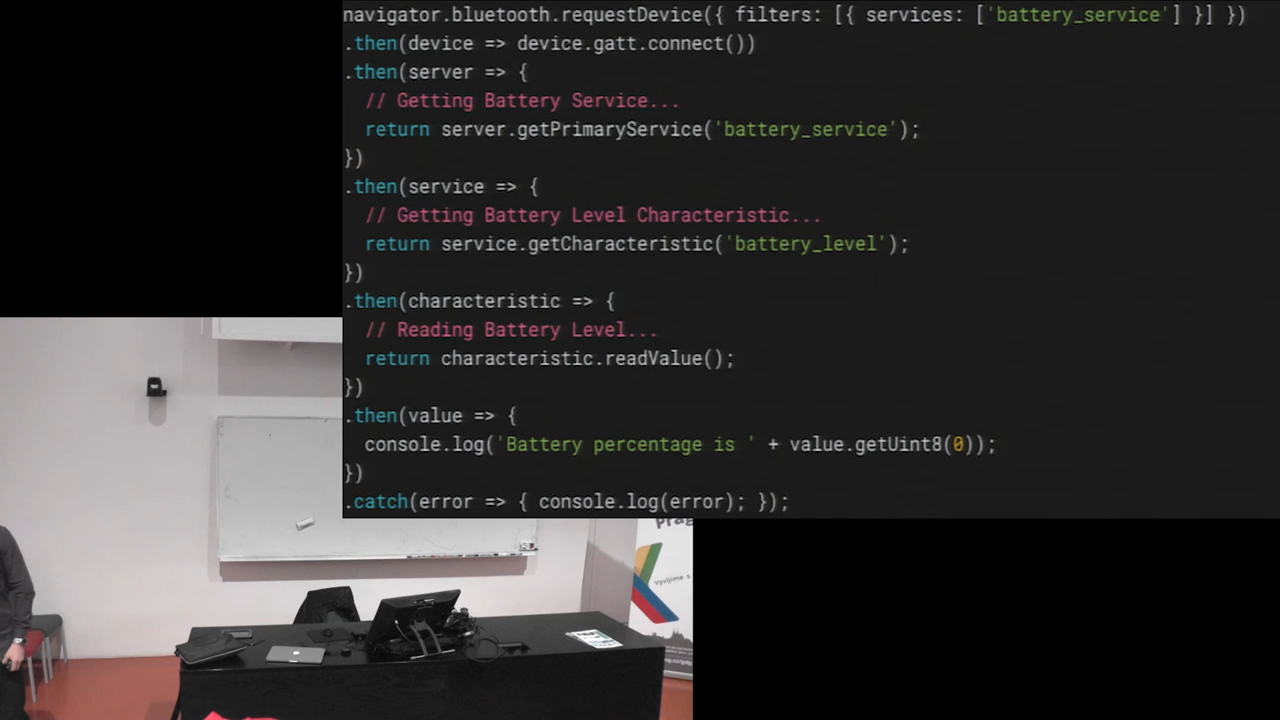 navigator.bluetooth.requestDevice({ filters: [{ services: ['battery_service'] }] })
.then(device => device.gatt.connect())
.then(server => {
  // Getting Battery Service...
  return server.getPrimaryService('battery_service');
})
.then(service => {
  // Getting Battery Level Characteristic...
  return service.getCharacteristic('battery_level');
})
.then(characteristic => {
  // Reading Battery Level...
  return characteristic.readValue();
})
.then(value => {
  console.log('Battery percentage is ' + value.getUint8(0));
})
.catch(error => { console.log(error); });
Vyvíjíme s